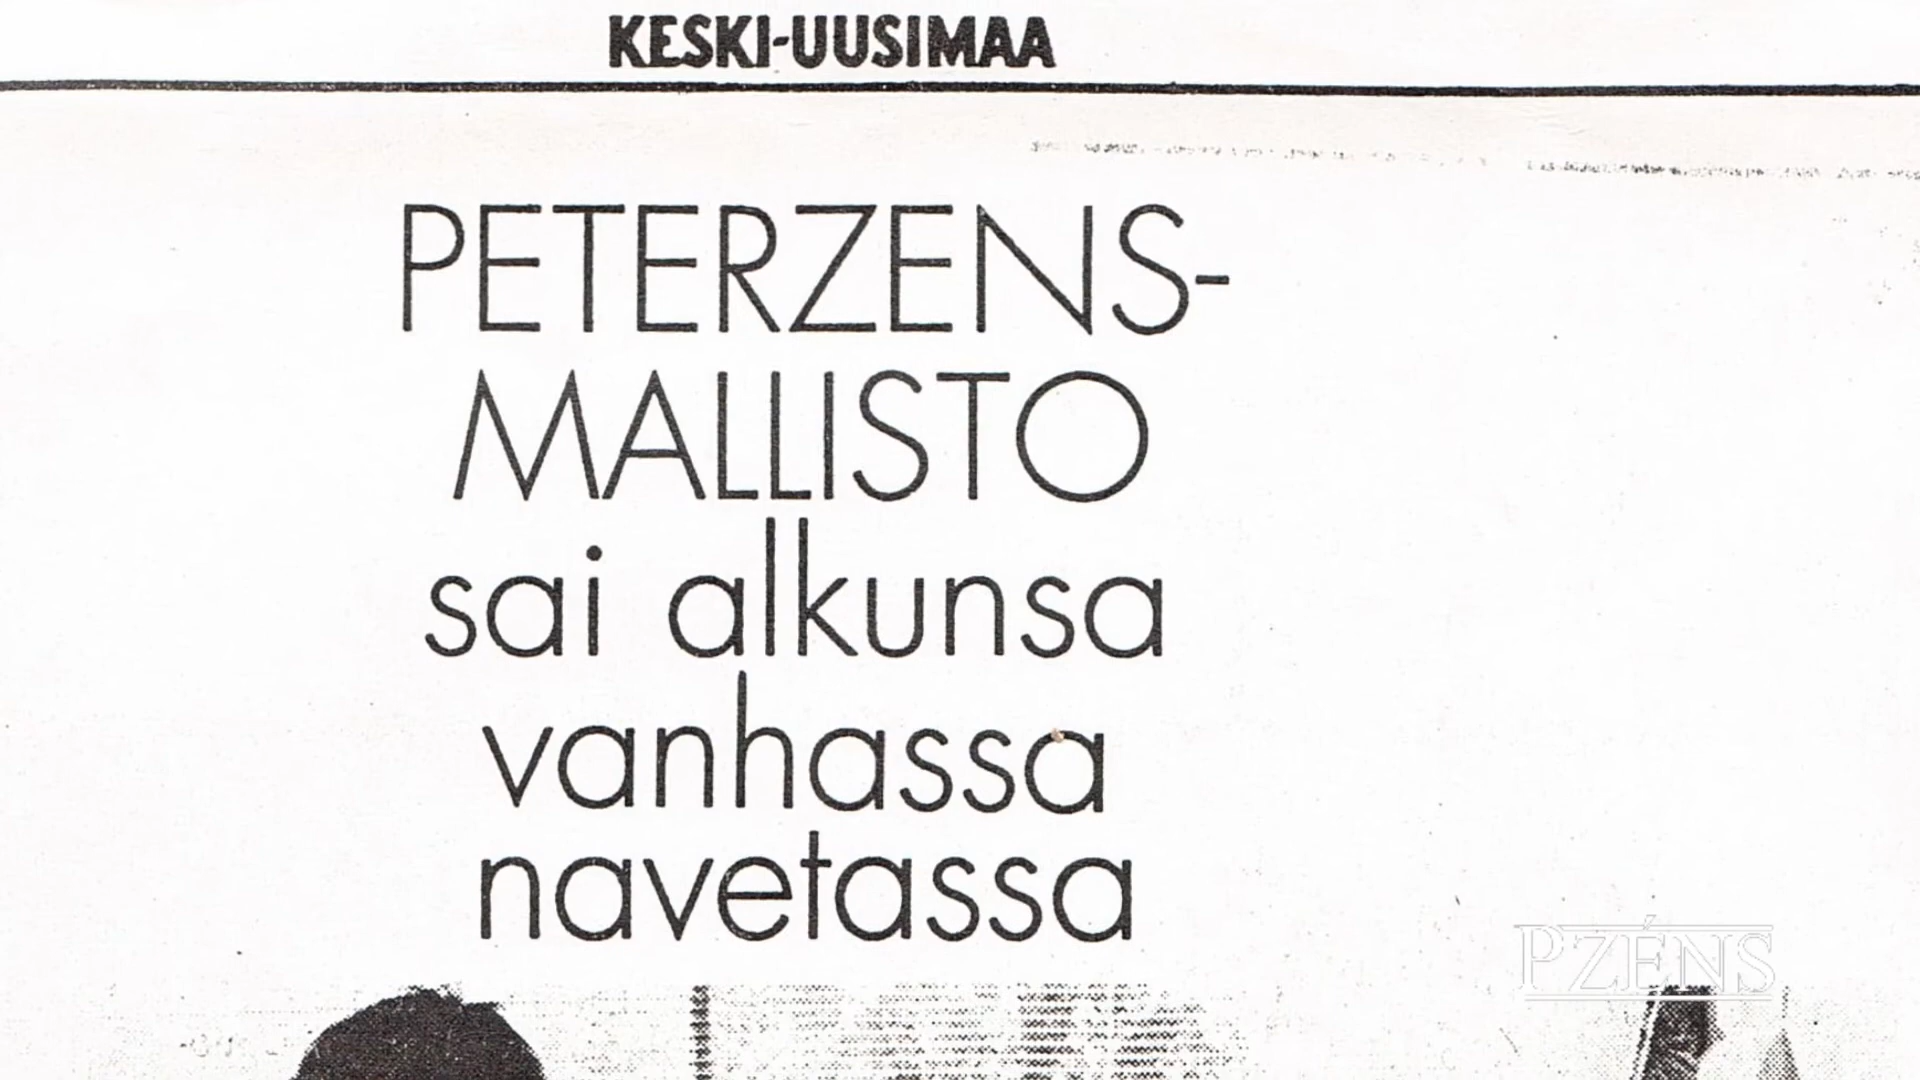 KESKI-UUSIMAA
PETERZENS-
MALLISTO
sai alkunsa
vanhassa
navetassa
PZÉNS